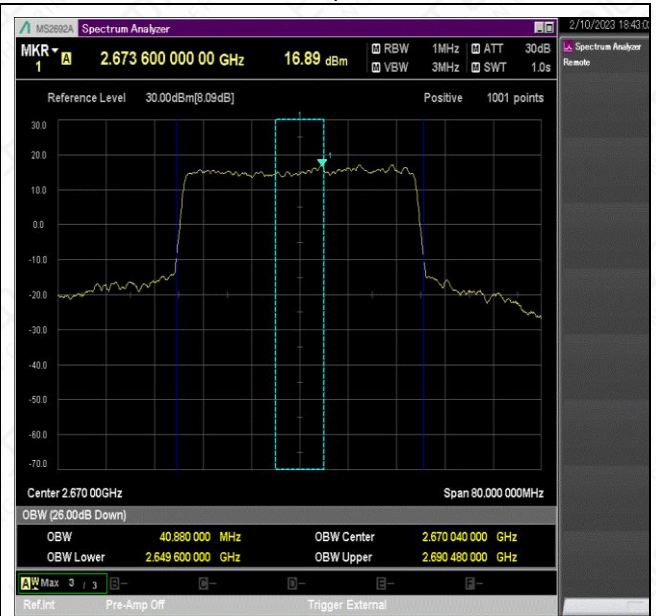 MS2692A Spectrum Analyzer
2/10/2023 18:43:0
MKR 1 A 2.673 600 000 00 GHz 16.89 dBm
M RBW 1MHz M ATT 30dB
M VBW 3MHz M SWT 1.0s
Spectrum Analyzer
Remote
Reference Level 30.00dBm[8.09dB] Positive 1001 points
1
30.0
20.0
1
10.0
0.0
-10.0
-20.0
-30.0
-40.0
-50.0
-60.0
-70.0
Center 2.670 00GHz Span 80.000 000MHz
OBW (26.00dB Down)
OBW 40.880 000 MHz OBW Center 2.670 040 000 GHz
OBW Lower 2.649 600 000 GHz OBW Upper 2.690 480 000 GHz
A W Max 3 / 3 B- C- D- E- F-
Ref.Int Pre-Amp Off Trigger External